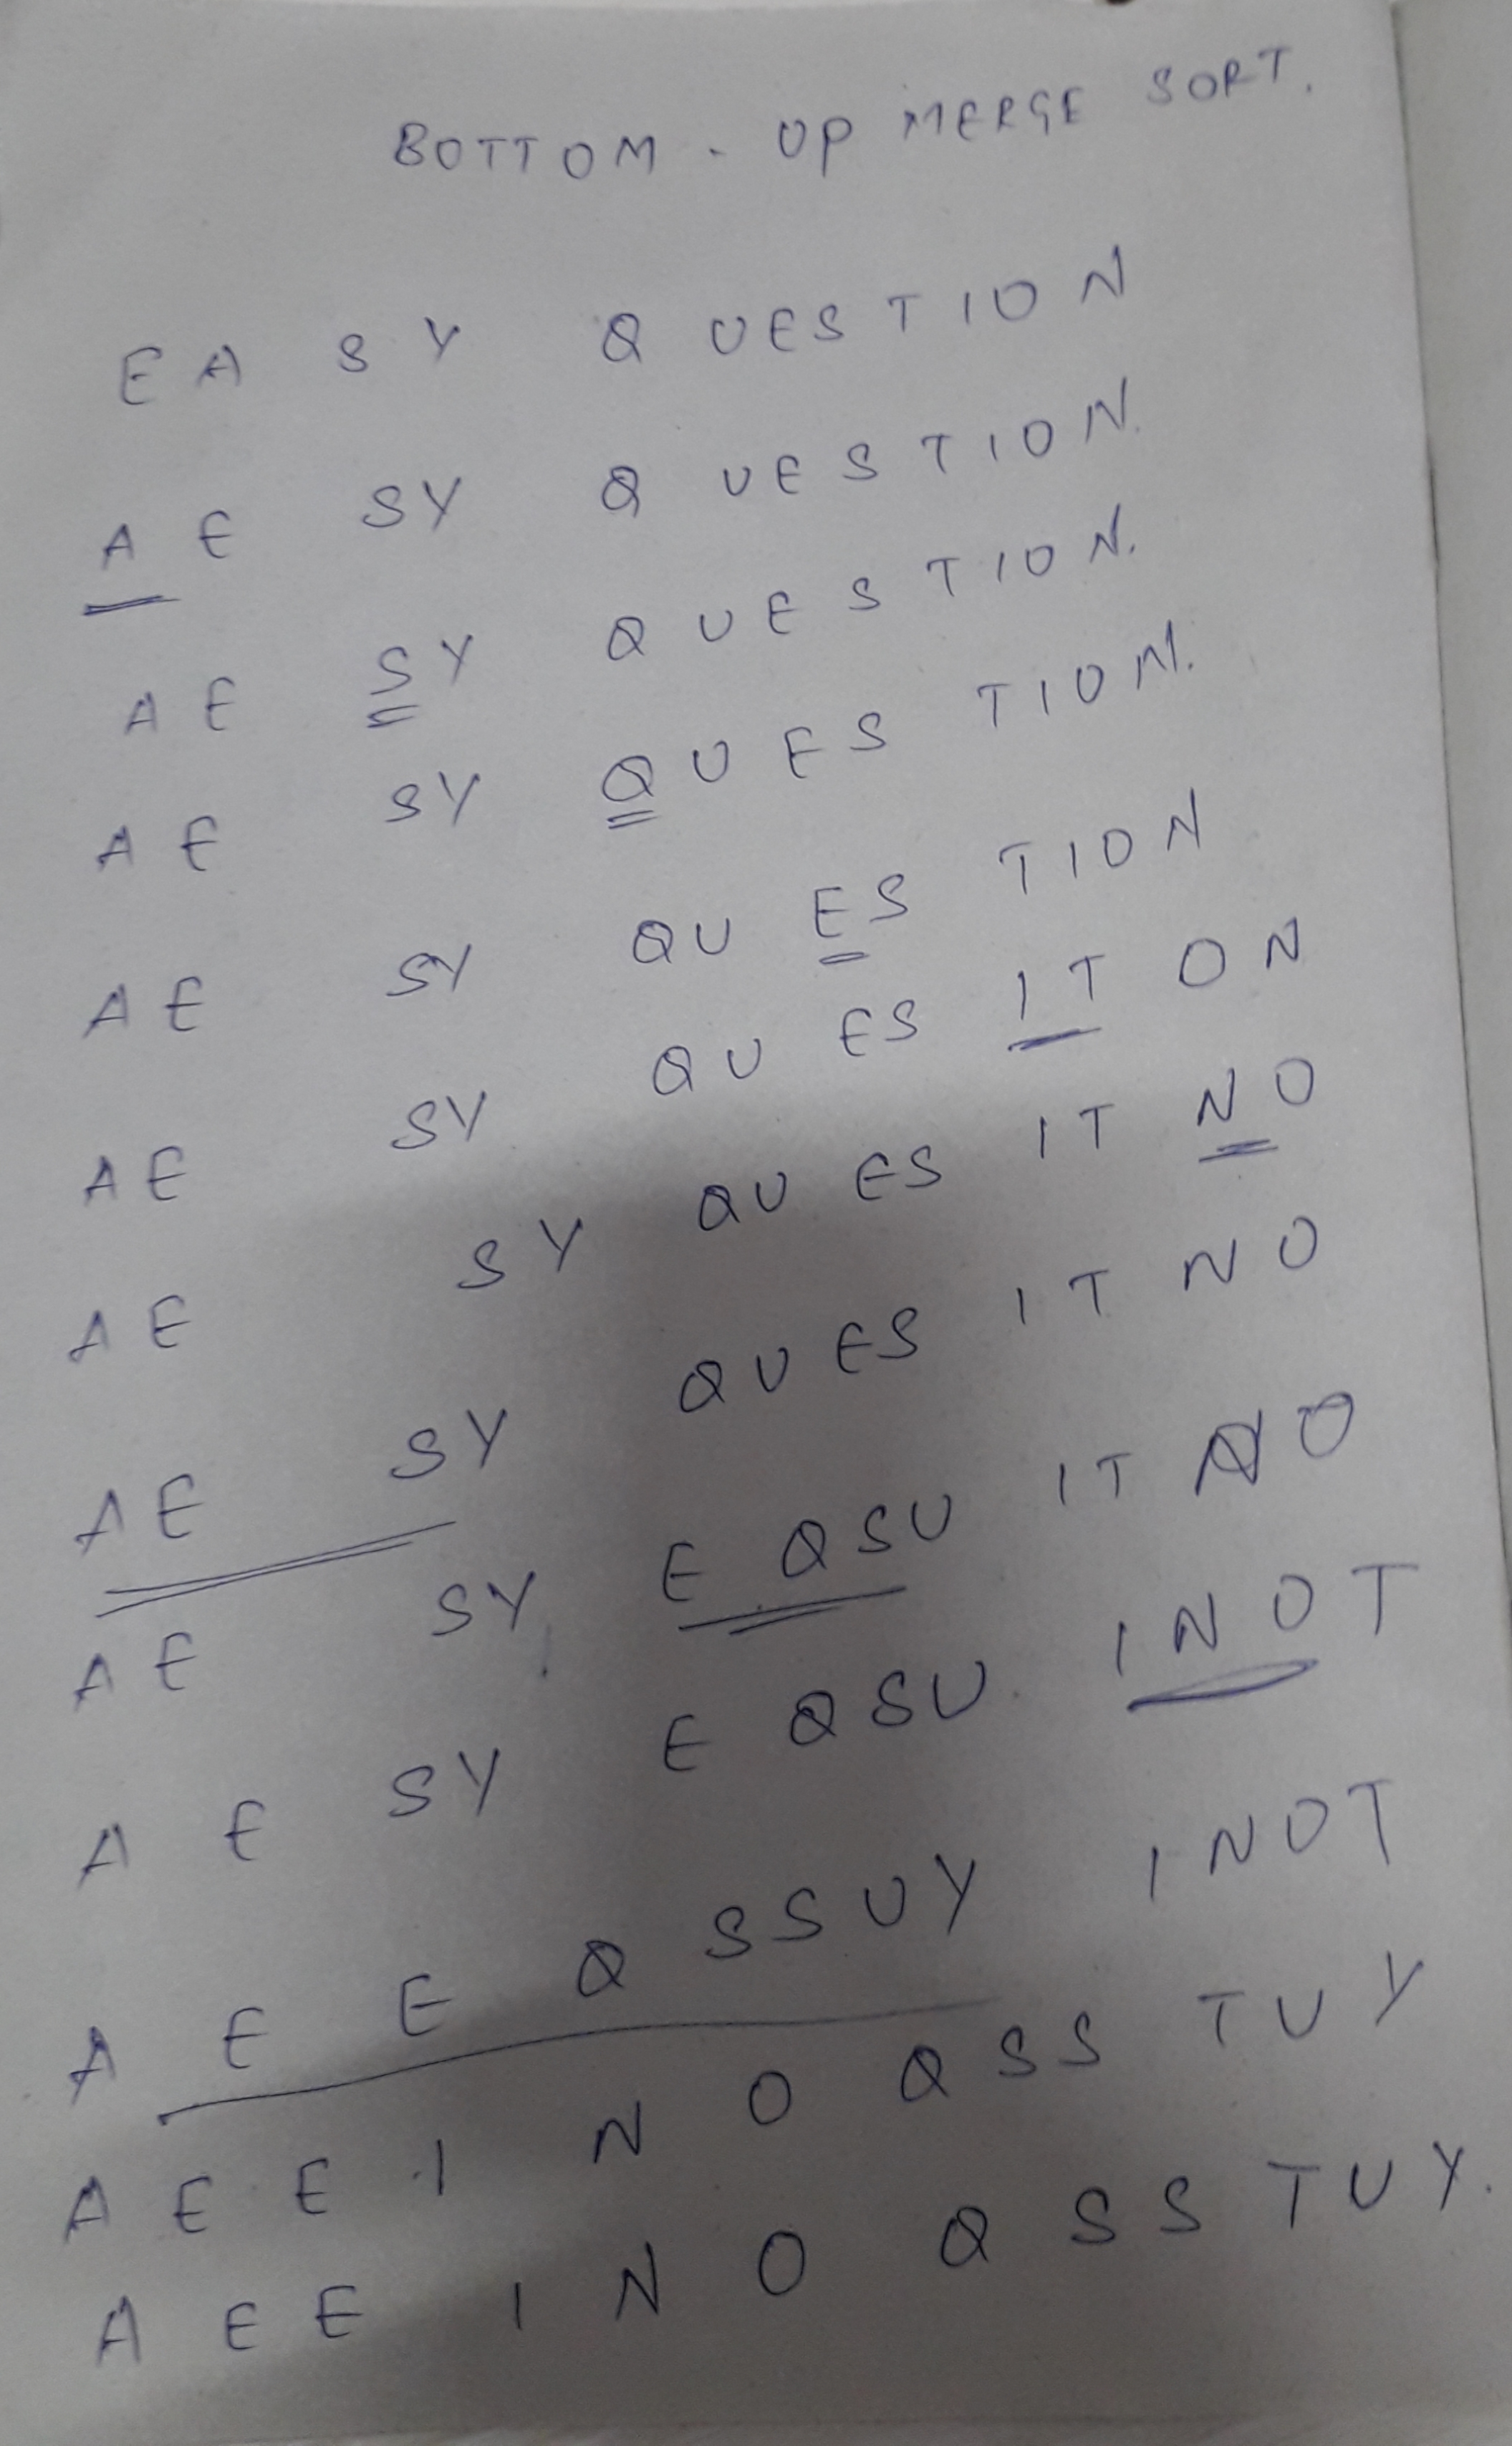 BOTTOM - UP MERGE SORT.
E A S Y Q U E S T I O N
A E S Y Q U E S T I O N.
A E S Y Q U E S T I O N.
A E S Y Q U E S T I O N.
A E S Y Q U E S T I O N
A E S Y Q U E S I T O N
A E S Y Q U E S I T N O
A E S Y Q U E S I T N O
A E S Y E Q S U I T N O
A E S Y E Q S U I N O T
A E E Q S S U Y I N O T
A E E I N O Q S S T U Y
A E E I N O Q S S T U Y.